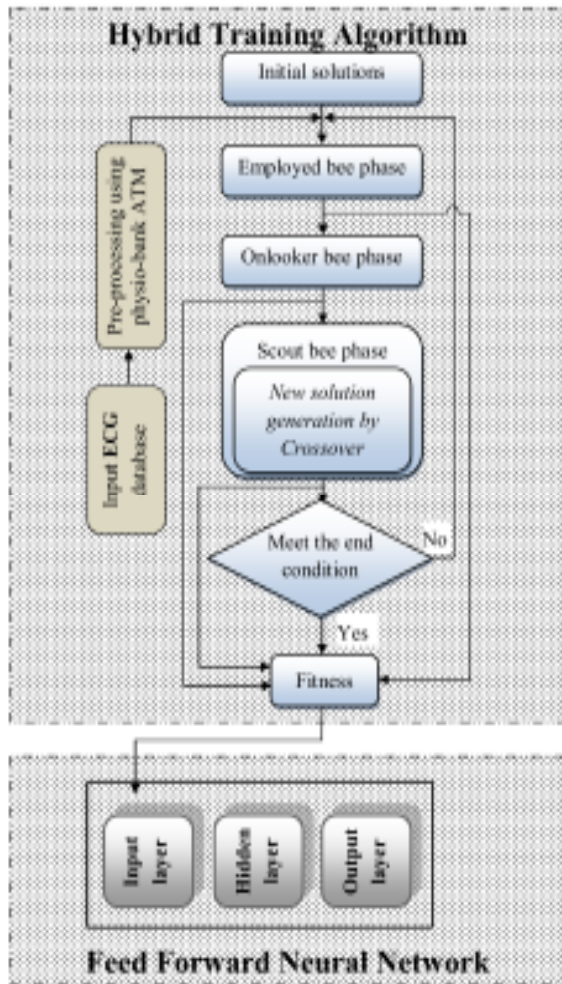 Hybrid Training Algorithm
Initial solutions
Pre-processing using
physio-bank ATM
Employed bee phase
Onlooker bee phase
Scout bee phase
New solution
generation by
Crossover
Input ECG
database
Meet the end
condition
No
Yes
Fitness
Input
layer
Hidden
layer
Output
layer
Feed Forward Neural Network